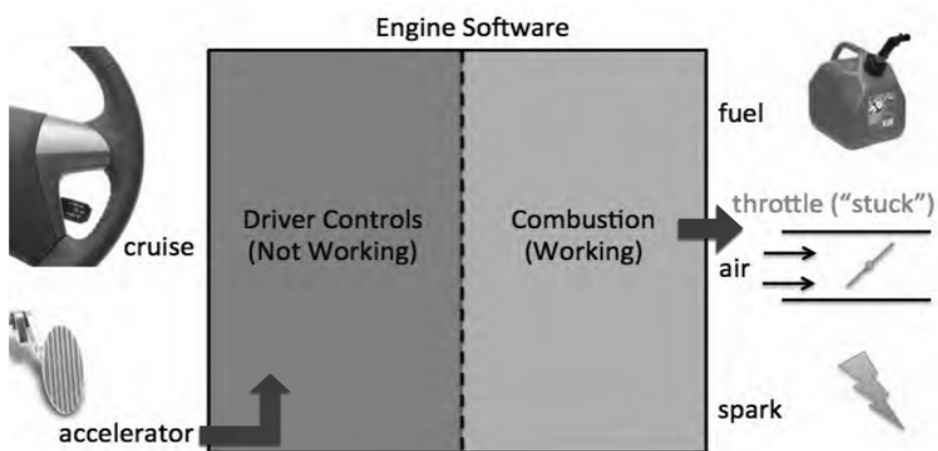 Engine Software
fuel
throttle (“stuck”)
Driver Controls
(Not Working)
Combustion
(Working)
cruise
air
spark
accelerator